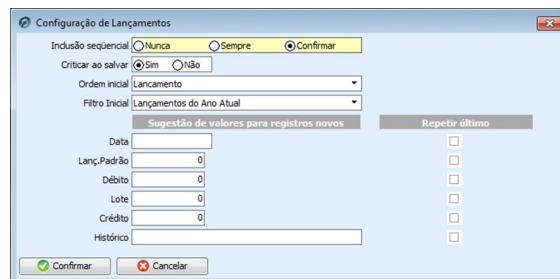 Configuração de Lançamentos
Inclusão seqüencial Nunca Sempre Confirmar
Criticar ao salvar Sim Não
Ordem inicial Lancamento
Filtro Inicial Lançamentos do Ano Atual
Sugestão de valores para registros novos Repetir último
Data
Lanç.Padrão 0
Débito 0
Lote 0
Crédito 0
Histórico
Confirmar Cancelar